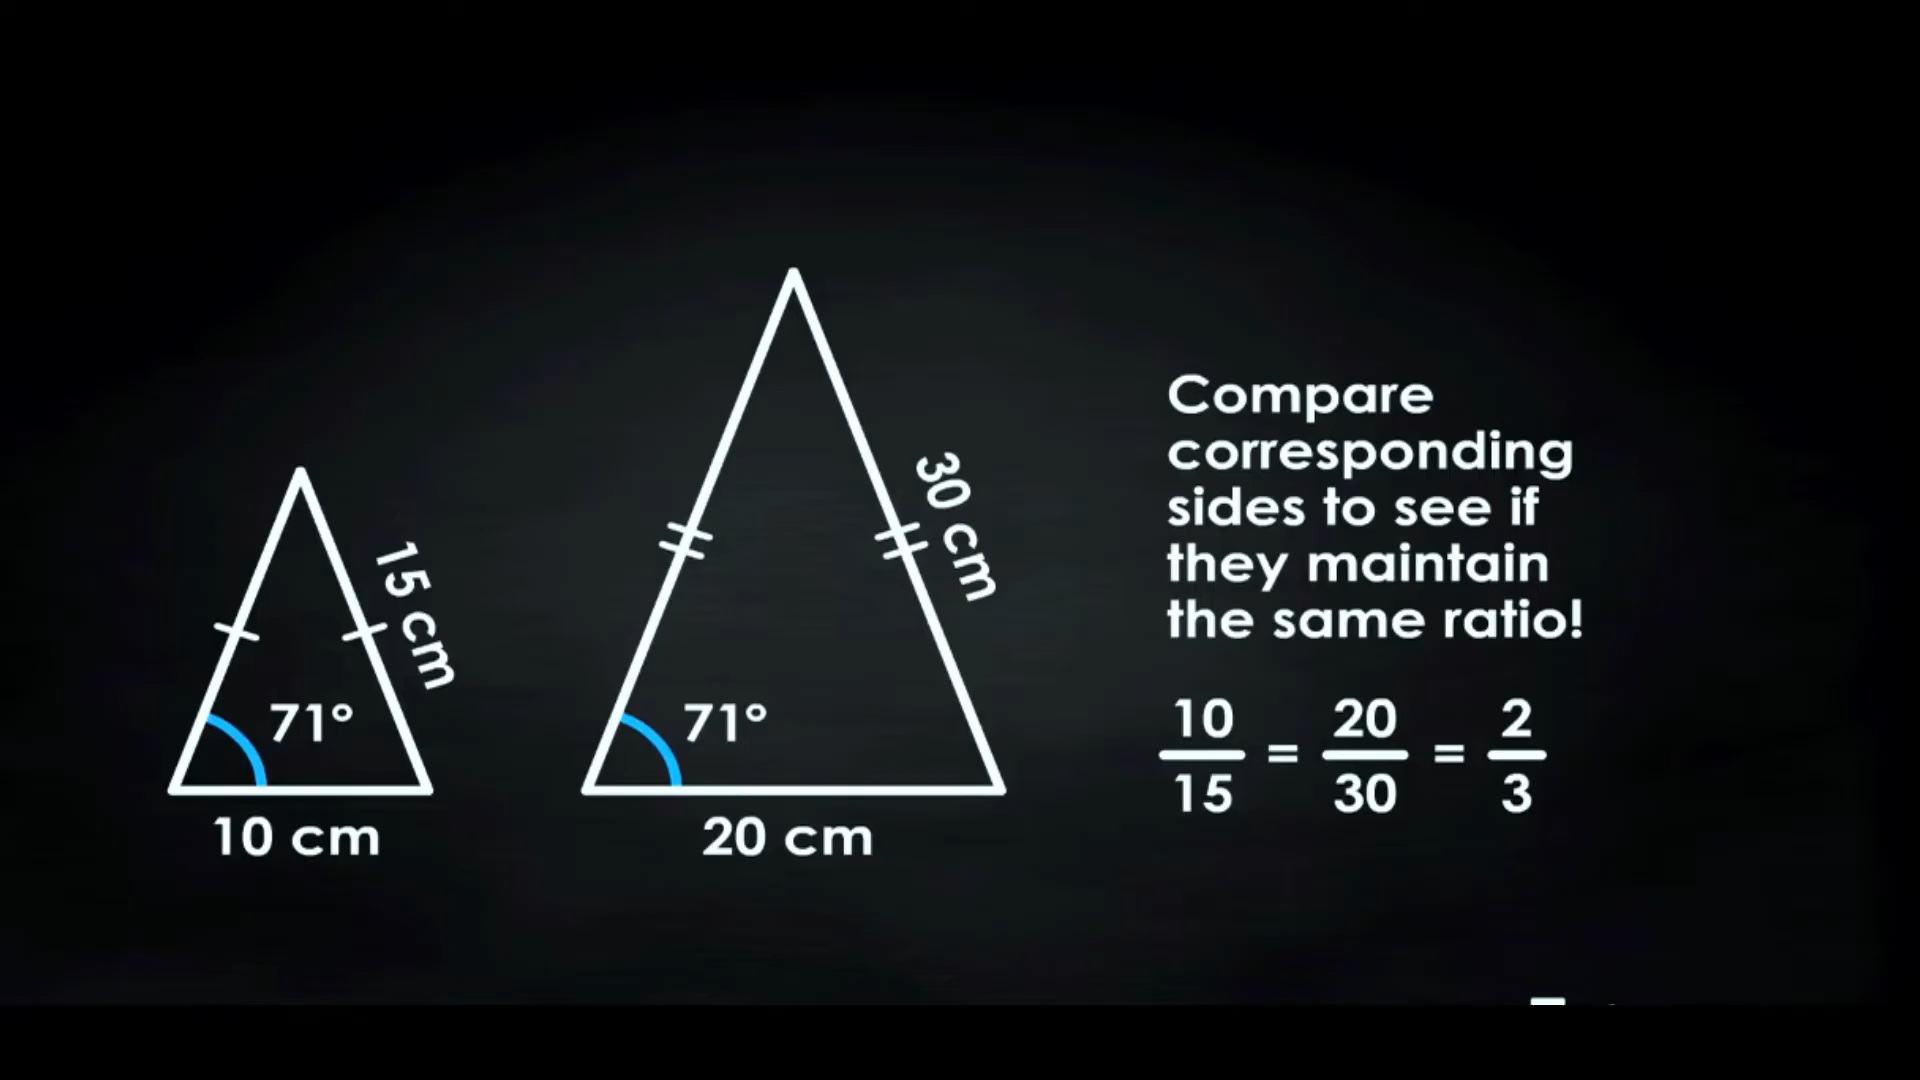 15 cm
71°
10 cm
30 cm
71°
20 cm
Compare
corresponding
sides to see if
they maintain
the same ratio!
10/15 = 20/30 = 2/3